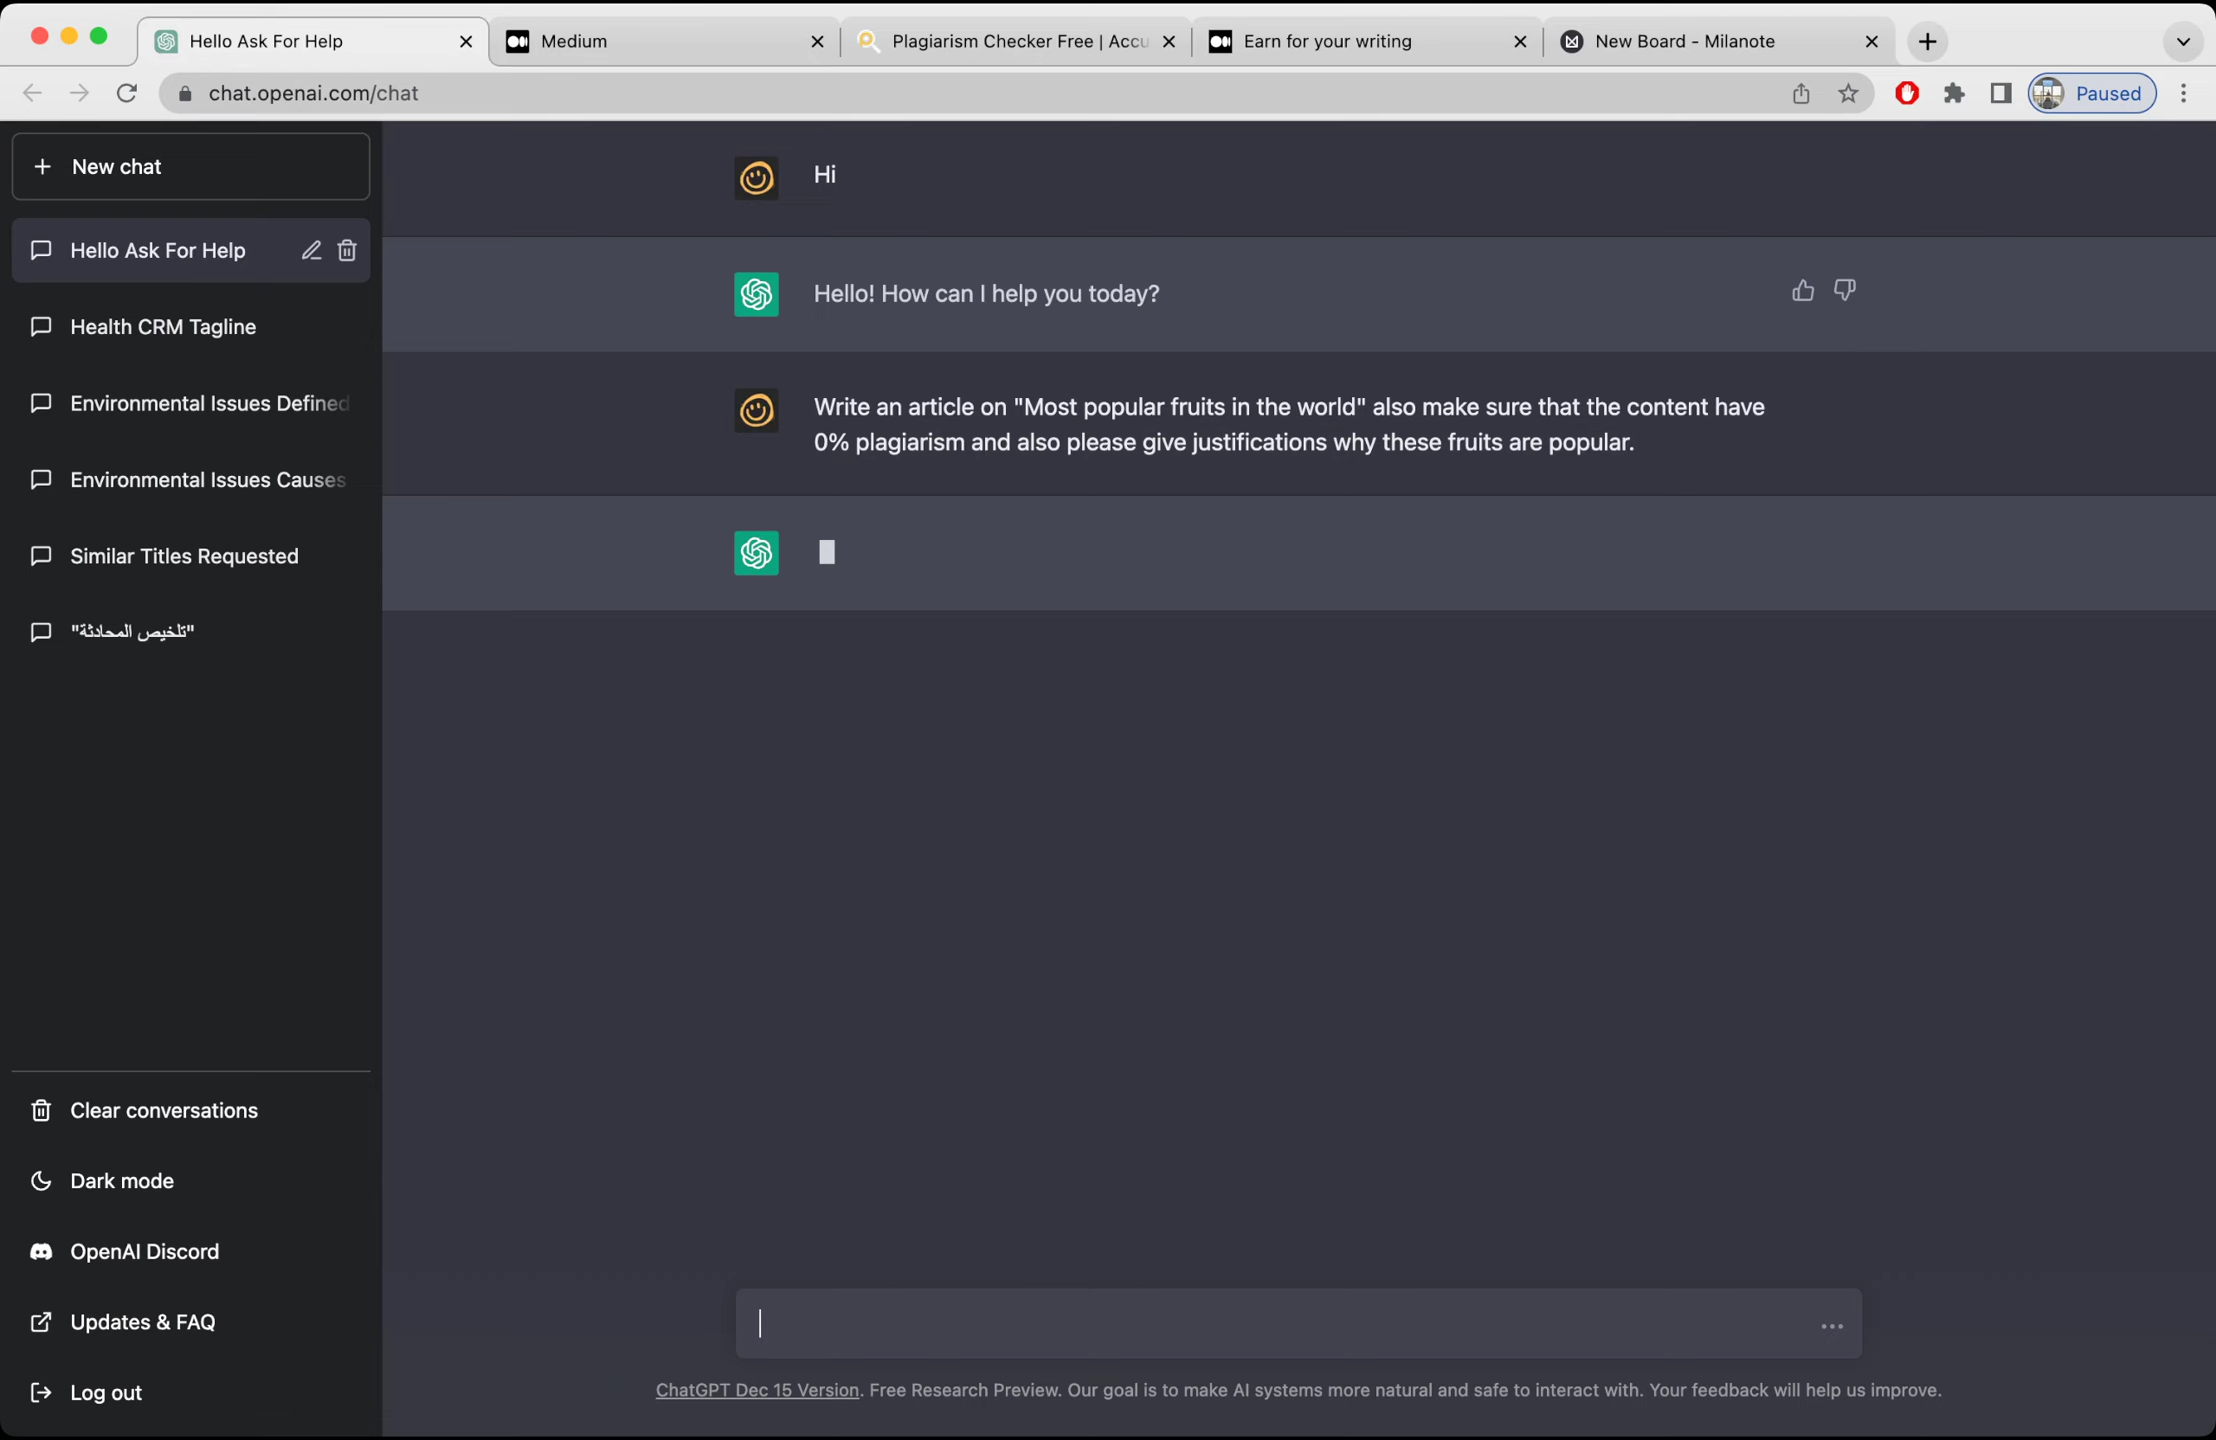 Hello Ask For Help
Medium
Plagiarism Checker Free | Accu
Earn for your writing
New Board - Milanote
chat.openai.com/chat
Paused
New chat
Hello Ask For Help
Health CRM Tagline
Environmental Issues Defined
Environmental Issues Causes
Similar Titles Requested
"تلخيص المحادثة"
Clear conversations
Dark mode
OpenAI Discord
Updates & FAQ
Log out
Hi
Hello! How can I help you today?
Write an article on "Most popular fruits in the world" also make sure that the content have
0% plagiarism and also please give justifications why these fruits are popular.
ChatGPT Dec 15 Version. Free Research Preview. Our goal is to make AI systems more natural and safe to interact with. Your feedback will help us improve.